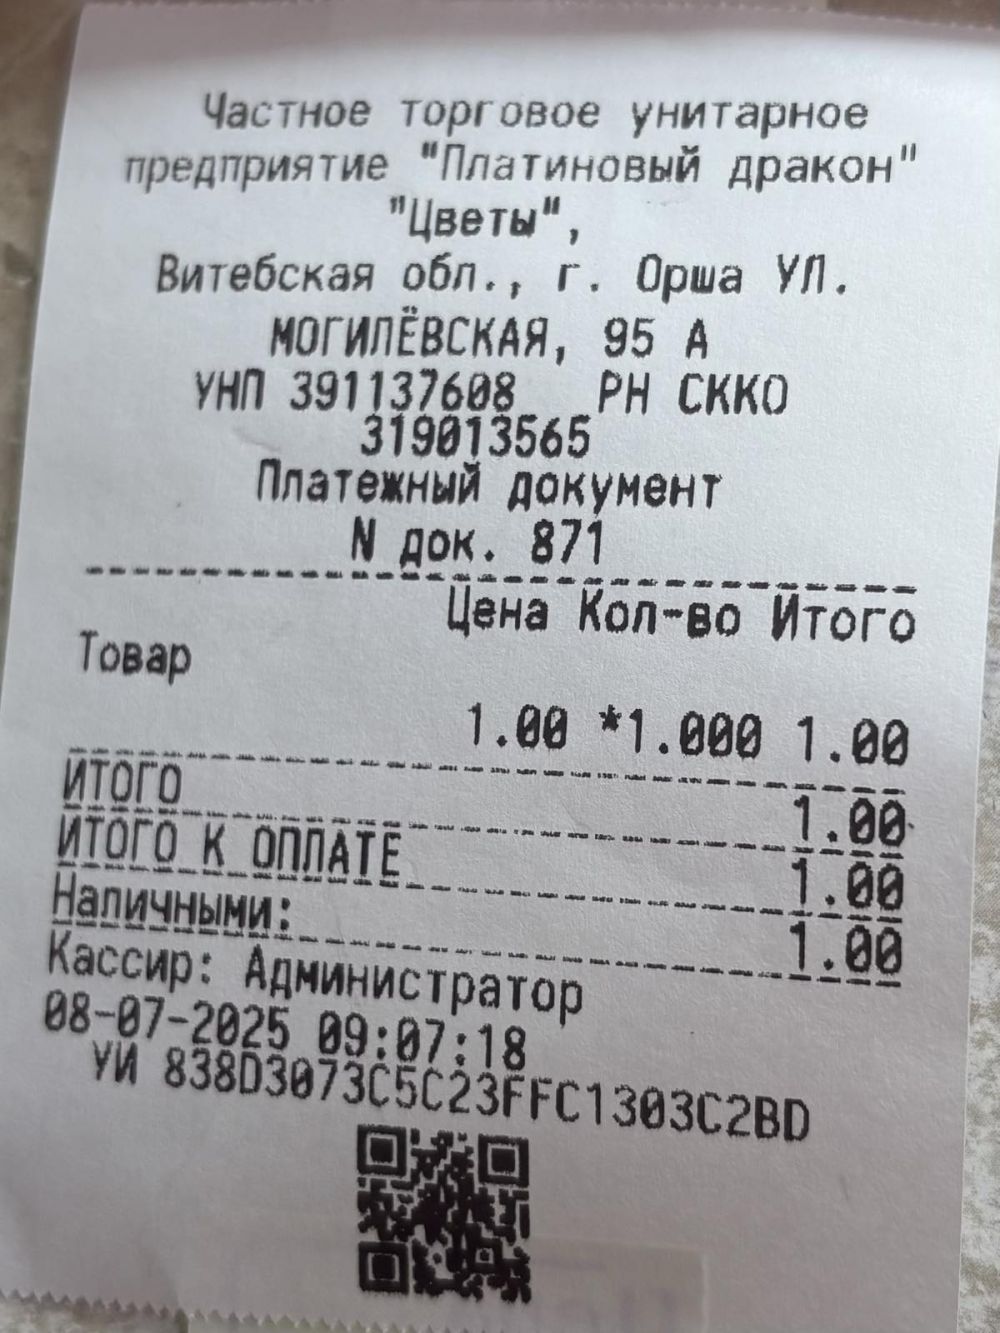 Частное торговое унитарное
предприятие "Платиновый дракон"
"Цветы",
Витебская обл., г. Орша УЛ.
МОГИЛЁВСКАЯ, 95 А
УНП 391137608 РН СККО
319013565
Платежный документ
N док. 871
Цена Кол-во Итого
Товар
1.00 *1.000 1.00
ИТОГО 1.00
ИТОГО К ОПЛАТЕ 1.00
Наличными: 1.00
Кассир: Администратор
08-07-2025 09:07:18
УИ 838D3073C5C23FFC1303C2BD